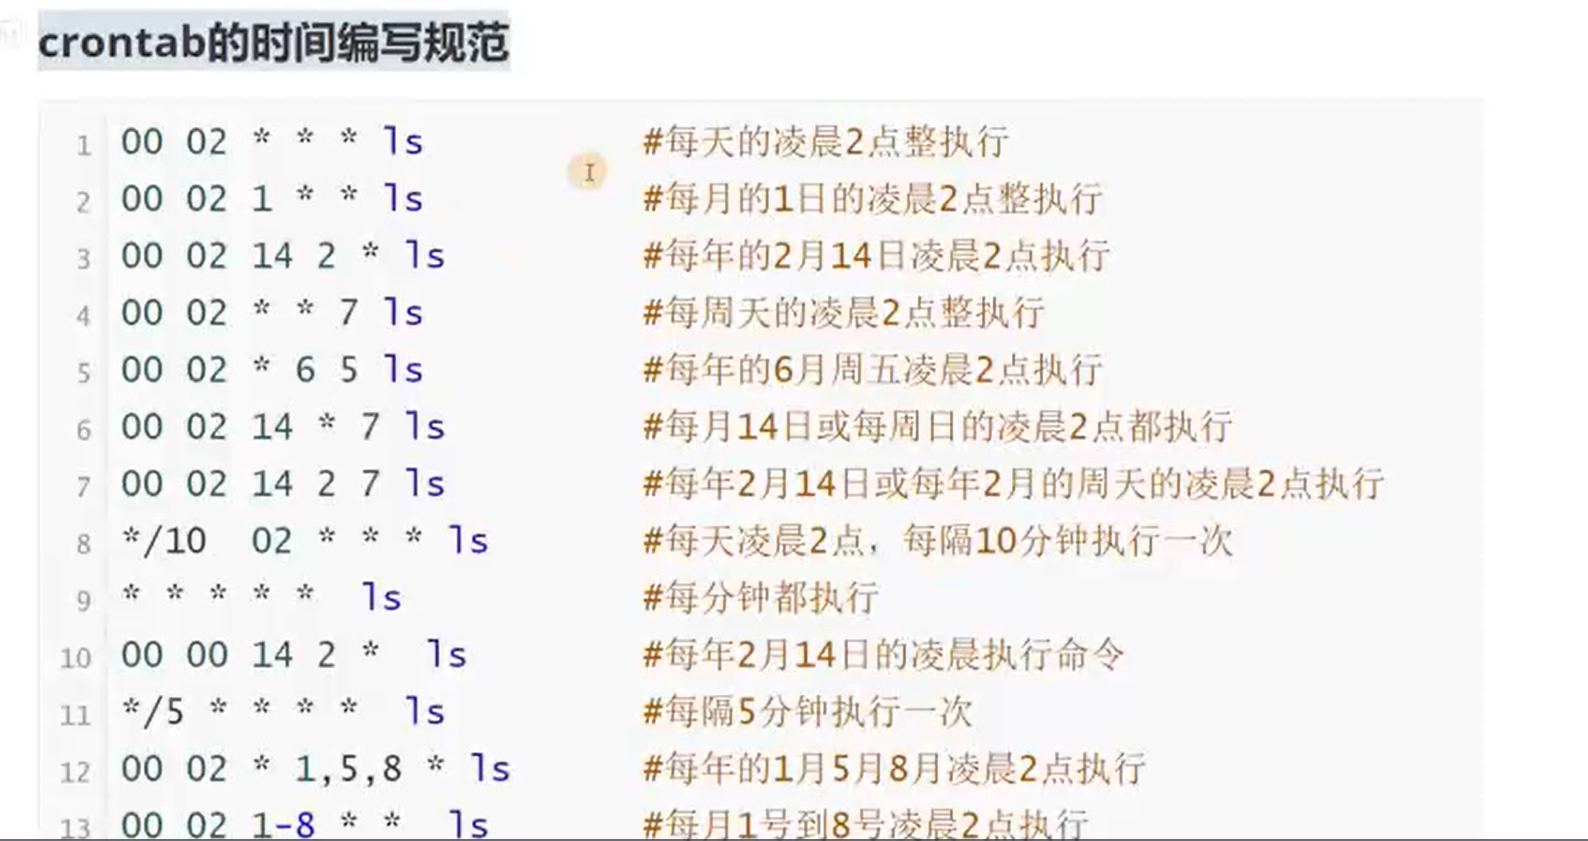 crontab的时间编写规范
1 00 02 * * * ls #每天的凌晨2点整执行
2 00 02 1 * * ls #每月的1日的凌晨2点整执行
3 00 02 14 2 * ls #每年的2月14日凌晨2点执行
4 00 02 * * 7 ls #每周天的凌晨2点整执行
5 00 02 * 6 5 ls #每年的6月周五凌晨2点执行
6 00 02 14 * 7 ls #每月14日或每周日的凌晨2点都执行
7 00 02 14 2 7 ls #每年2月14日或每年2月的周天的凌晨2点执行
8 */10 02 * * * ls #每天凌晨2点，每隔10分钟执行一次
9 * * * * * ls #每分钟都执行
10 00 00 14 2 * ls #每年2月14日的凌晨执行命令
11 */5 * * * * ls #每隔5分钟执行一次
12 00 02 * 1,5,8 * ls #每年的1月5月8月凌晨2点执行
13 00 02 1-8 * * ls #每月1号到8号凌晨2点执行